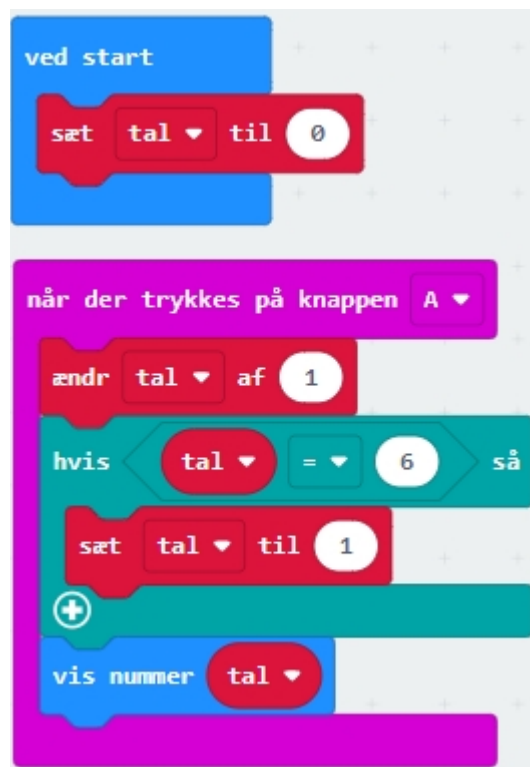 ved start
sæt tal til 0
når der trykkes på knappen A
ændr tal af 1
hvis tal = 6 så
sæt tal til 1
vis nummer tal